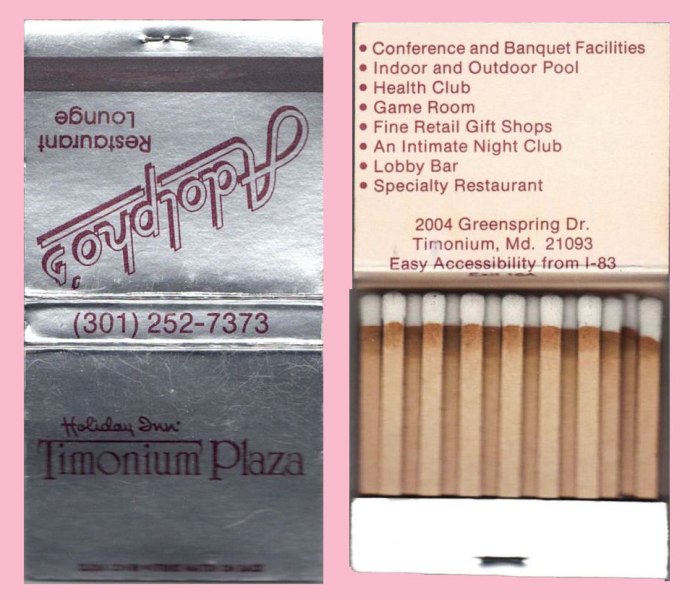 Adolpho's
Restaurant
Lounge
(301) 252-7373
Holiday Inn®
Timonium Plaza
• Conference and Banquet Facilities
• Indoor and Outdoor Pool
• Health Club
• Game Room
• Fine Retail Gift Shops
• An Intimate Night Club
• Lobby Bar
• Specialty Restaurant
2004 Greenspring Dr.
Timonium, Md. 21093
Easy Accessibility from I-83